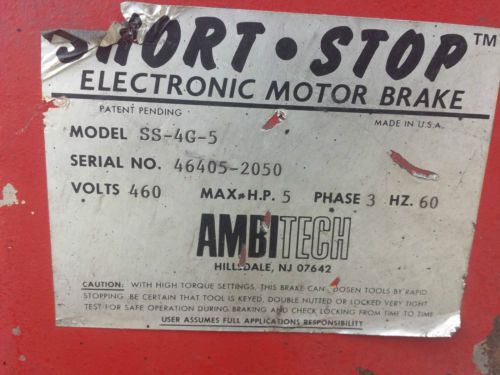 SHORT • STOP™
ELECTRONIC MOTOR BRAKE
PATENT PENDING
MADE IN U.S.A.
MODEL SS-4G-5
SERIAL NO. 46405-2050
VOLTS 460 MAX. H.P. 5 PHASE 3 HZ. 60
AMBITECH
HILLSDALE, NJ 07642
CAUTION: WITH HIGH TORQUE SETTINGS, THIS BRAKE CAN LOOSEN TOOLS BY RAPID
STOPPING. BE CERTAIN THAT TOOL IS KEYED, DOUBLE NUTTED OR LOCKED VERY TIGHT
TEST FOR SAFE OPERATION DURING BRAKING AND CHECK LOCKING FROM TIME TO TIME
USER ASSUMES FULL APPLICATIONS RESPONSIBILITY